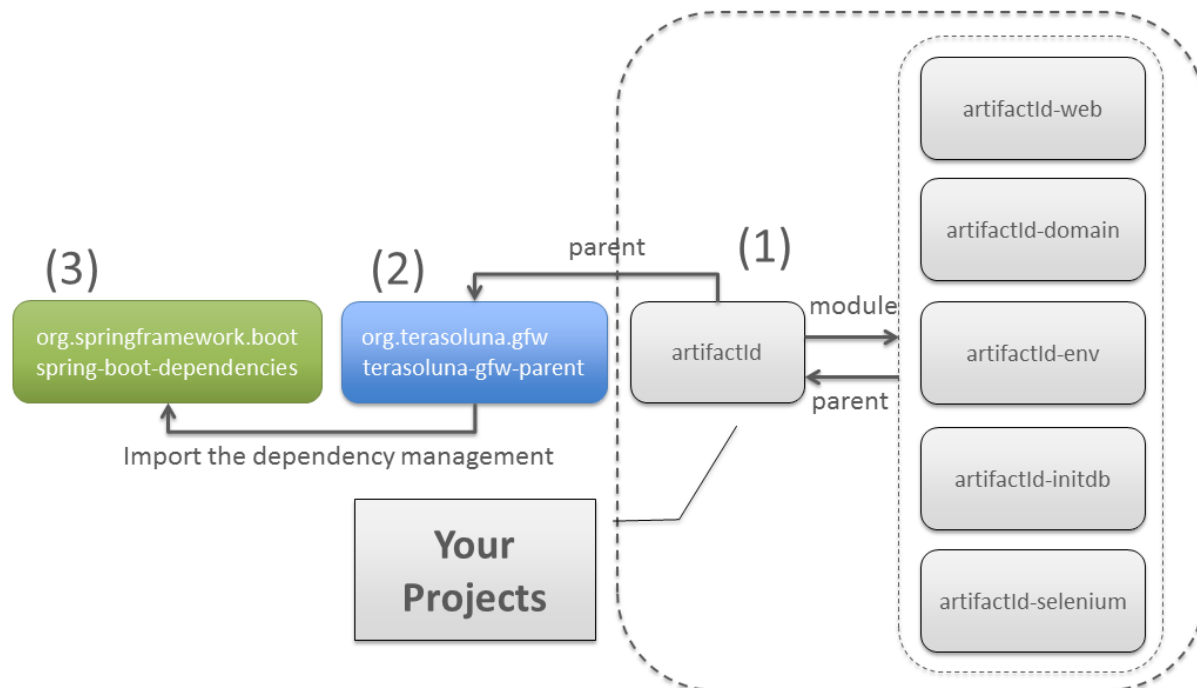 artifactId-web
artifactId-domain
(3)
(2)
parent
(1)
org.springframework.boot
spring-boot-dependencies
org.terasoluna.gfw
terasoluna-gfw-parent
artifactId
module
parent
artifactId-env
Import the dependency management
Your
Projects
artifactId-initdb
artifactId-selenium